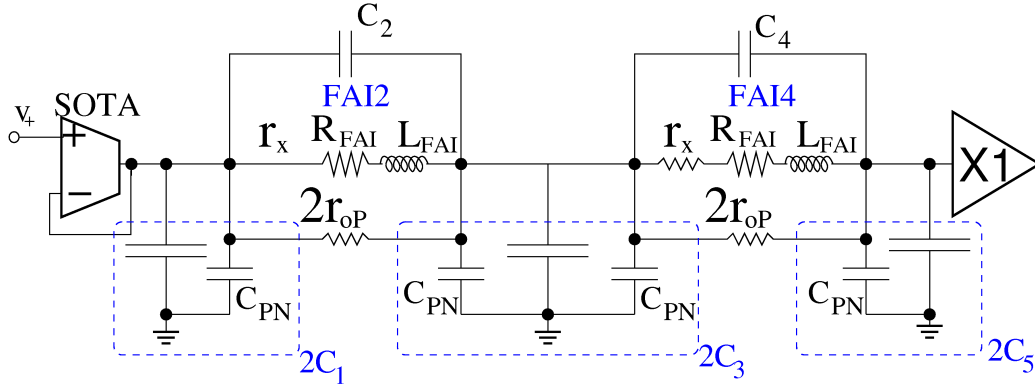 C2
C4
FAI2
FAI4
SOTA
v+
+
−
rx
RFAI
LFAI
rx
RFAI
LFAI
X1
2roP
2roP
CPN
CPN
CPN
CPN
2C1
2C3
2C5